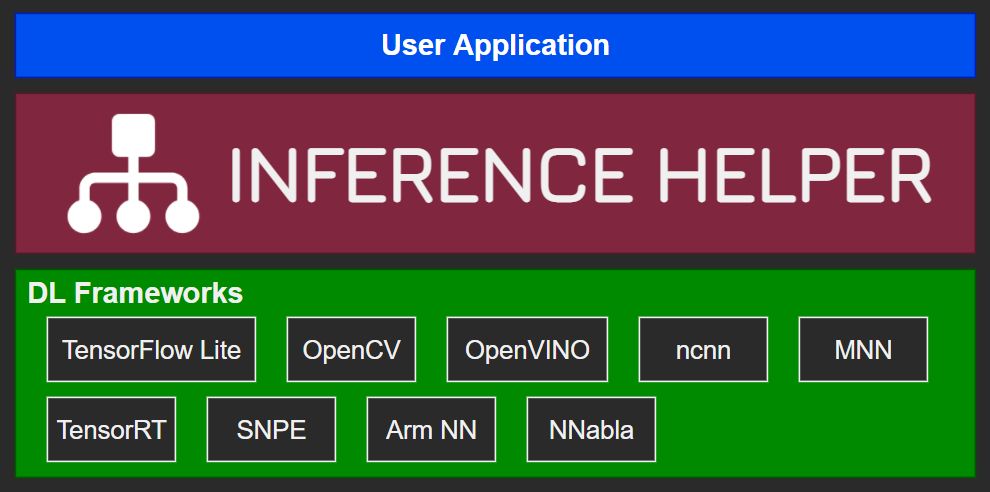 User Application
INFERENCE HELPER
DL Frameworks
TensorFlow Lite OpenCV OpenVINO ncnn MNN
TensorRT SNPE Arm NN NNabla